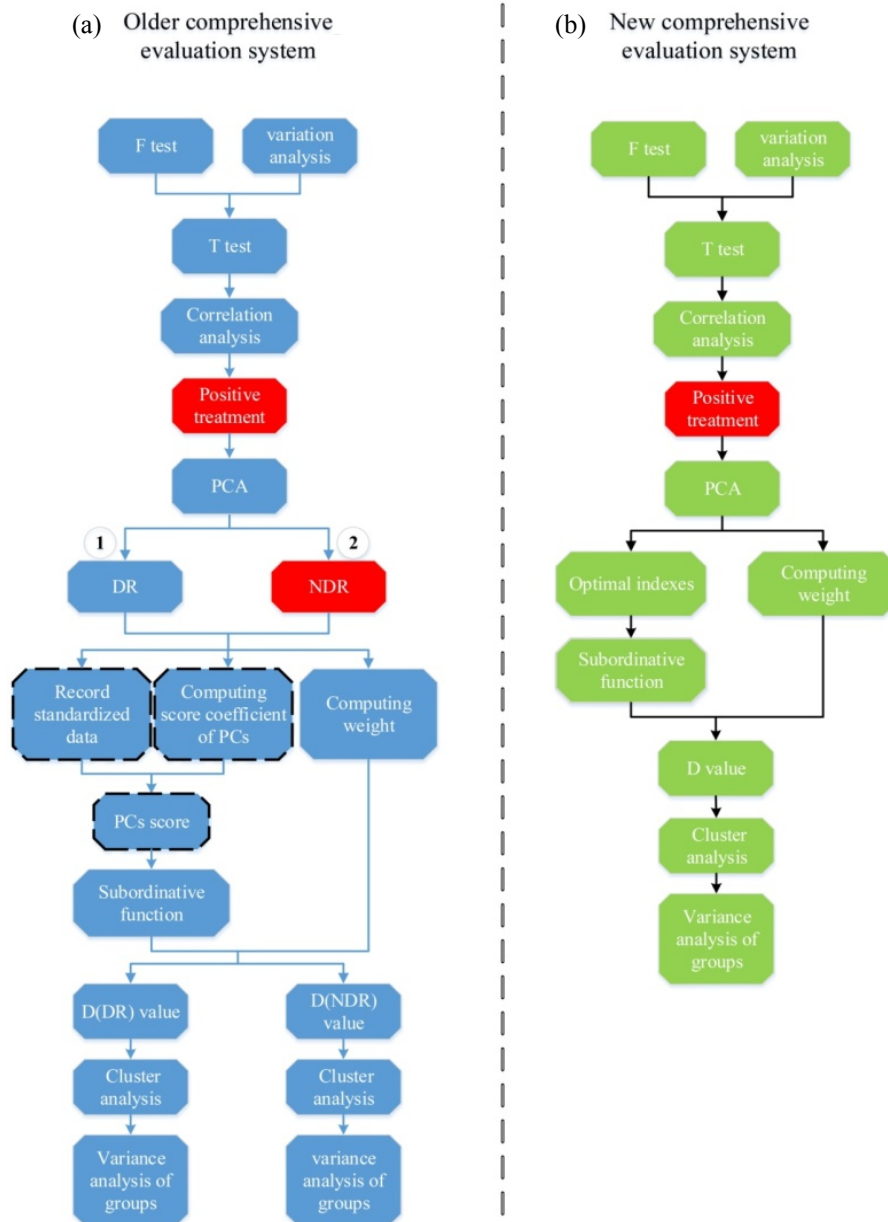 (a) Older comprehensive
evaluation system
F test
variation
analysis
T test
Correlation
analysis
Positive
treatment
PCA
1
2
DR
NDR
Record
standardized
data
Computing
score coefficient
of PCs
Computing
weight
PCs score
Subordinative
function
D(DR) value
D(NDR)
value
Cluster
analysis
Cluster
analysis
Variance
analysis of
groups
variance
analysis of
groups
(b) New comprehensive
evaluation system
F test
variation
analysis
T test
Correlation
analysis
Positive
treatment
PCA
Optimal indexes
Computing
weight
Subordinative
function
D value
Cluster
analysis
Variance
analysis of
groups